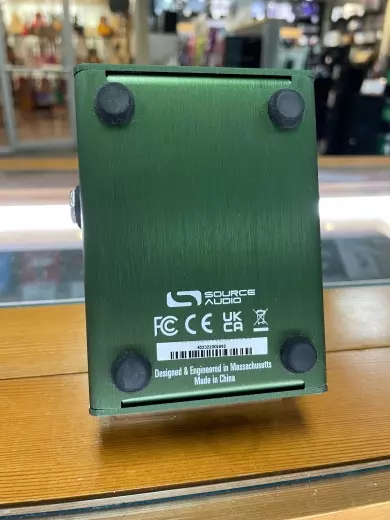 SOURCE
AUDIO
FC CE UK
CA
Designed & Engineered in Massachusetts
Made in China